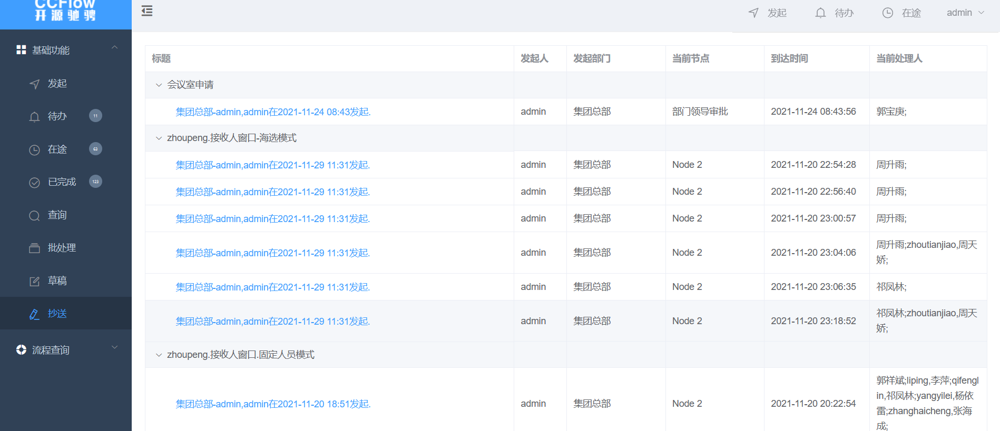 CCFlow
开源驰骋
发起
待办
在途
admin
基础功能
发起
待办 11
在途 63
已完成 123
查询
批处理
草稿
抄送
流程查询
标题 发起人 发起部门 当前节点 到达时间 当前处理人
会议室申请
集团总部-admin,admin在2021-11-24 08:43发起. admin 集团总部 部门领导审批 2021-11-24 08:43:56 郭宝庚;
zhoupeng.接收人窗口-海选模式
集团总部-admin,admin在2021-11-29 11:31发起. admin 集团总部 Node 2 2021-11-20 22:54:28 周升雨;
集团总部-admin,admin在2021-11-29 11:31发起. admin 集团总部 Node 2 2021-11-20 22:56:40 周升雨;
集团总部-admin,admin在2021-11-29 11:31发起. admin 集团总部 Node 2 2021-11-20 23:00:57 周升雨;
集团总部-admin,admin在2021-11-29 11:31发起. admin 集团总部 Node 2 2021-11-20 23:04:06 周升雨;zhoutianjiao,周天
娇;
集团总部-admin,admin在2021-11-29 11:31发起. admin 集团总部 Node 2 2021-11-20 23:06:35 祁凤林;
集团总部-admin,admin在2021-11-29 11:31发起. admin 集团总部 Node 2 2021-11-20 23:18:52 祁凤林;zhoutianjiao,周天
娇;
zhoupeng.接收人窗口.固定人员模式
集团总部-admin,admin在2021-11-20 18:51发起. admin 集团总部 Node 2 2021-11-20 20:22:54 郭祥斌;liping,李萍;qifengl
in,祁凤林;yangyilei,杨依
雷;zhanghaicheng,张海
成;